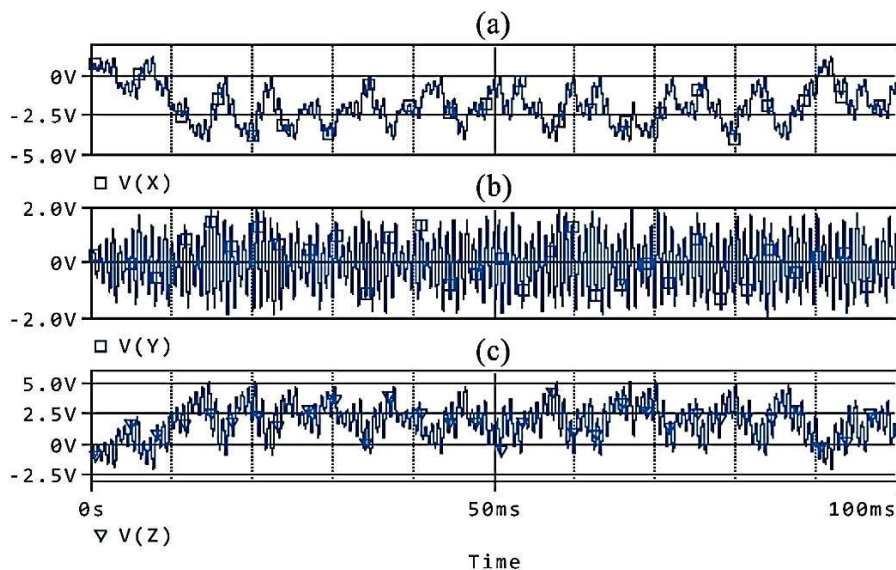 (a)
0V
-2.5V
-5.0V
V(X)
(b)
2.0V
0V
-2.0V
V(Y)
(c)
5.0V
2.5V
0V
-2.5V
0s 50ms 100ms
V(Z)
Time